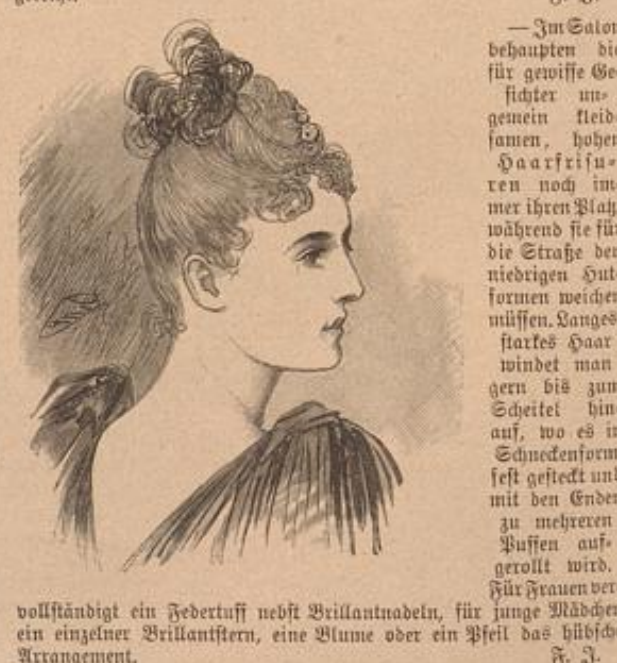 — Im Salon
behaupten die
für gewisse Ge
sichter un-
gemein kleid
samen, hohen
Haarfrisu-
ren noch im
mer ihren Platz
während sie für
die Straße den
niedrigen Hut
formen weichen
müssen. Langes
starkes Haar
windet man
gern bis zum
Scheitel hin
auf, wo es in
Schneckenform
fest gesteckt und
mit den Enden
zu mehreren
Puffen auf-
gerollt wird.
Für Frauen ver
vollständigt ein Federtuff nebst Brillantnadeln, für junge Mädchen
ein einzelner Brillantstern, eine Blume oder ein Pfeil das hübsche
Arrangement. F. J.